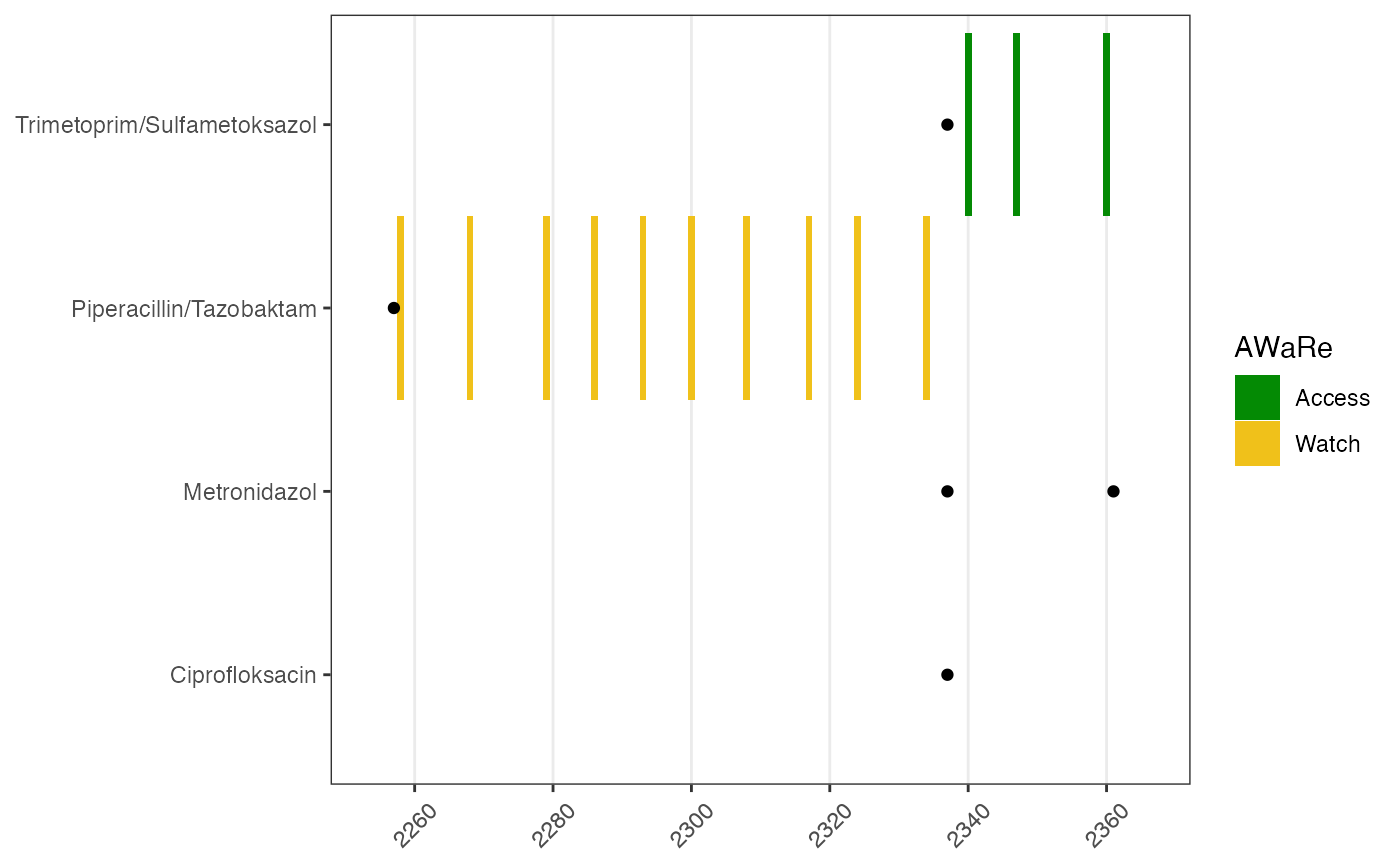 Trimetoprim/Sulfametoksazol
Piperacillin/Tazobaktam
Metronidazol
Ciprofloksacin
2260
2280
2300
2320
2340
2360
AWaRe
Access
Watch